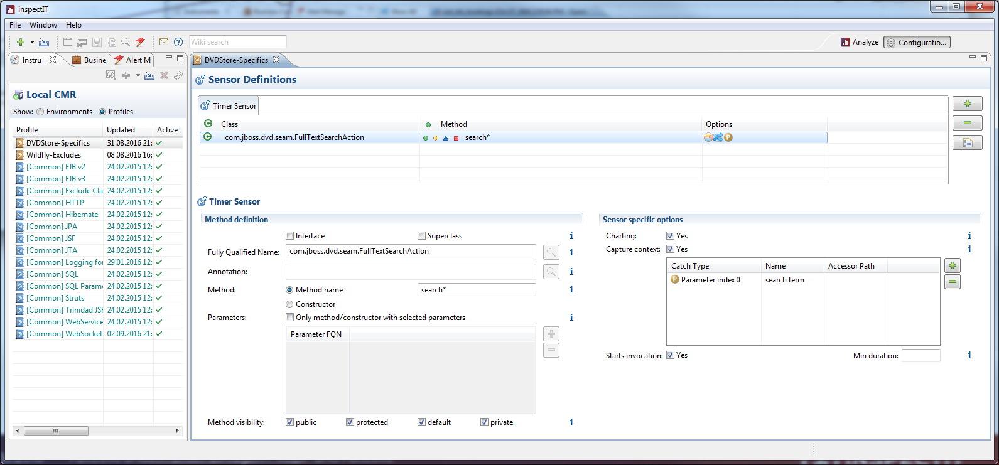 inspectIT
File Window Help
Wiki search
Analyze Configuratio...
Instru Busine Alert M
DVDStore-Specifics
Sensor Definitions
Local CMR
Show: Environments Profiles
Profile Updated Active
DVDStore-Specifics 31.08.2016 21:
Wildfly-Excludes 08.08.2016 16:
[Common] EJB v2 24.02.2015 12:
[Common] EJB v3 24.02.2015 12:
[Common] Exclude Cla 24.02.2015 12:
[Common] HTTP 24.02.2015 12:
[Common] Hibernate 24.02.2015 12:
[Common] JPA 24.02.2015 12:
[Common] JSF 24.02.2015 12:
[Common] JTA 24.02.2015 12:
[Common] Logging for 29.01.2016 12:
[Common] SQL 24.02.2015 12:
[Common] SQL Parame 24.02.2015 12:
[Common] Struts 24.02.2015 12:
[Common] Trinidad JSF 24.02.2015 12:
[Common] WebService 24.02.2015 12:
[Common] WebSocket 02.09.2016 21:
Timer Sensor
Class Method Options
com.jboss.dvd.seam.FullTextSearchAction search*
Timer Sensor
Method definition
Interface Superclass
Fully Qualified Name: com.jboss.dvd.seam.FullTextSearchAction
Annotation:
Method: Method name search*
Constructor
Parameters: Only method/constructor with selected parameters
Parameter FQN
Method visibility: public protected default private
Sensor specific options
Charting: Yes
Capture context: Yes
Catch Type Name Accessor Path
Parameter index 0 search term
Starts invocation: Yes Min duration: